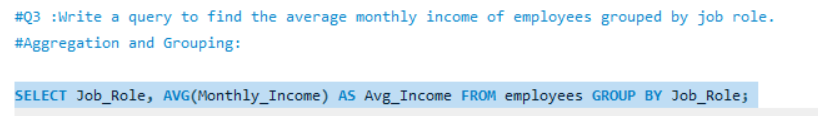 #Q3 :Write a query to find the average monthly income of employees grouped by job role.
#Aggregation and Grouping:
SELECT Job_Role, AVG(Monthly_Income) AS Avg_Income FROM employees GROUP BY Job_Role;